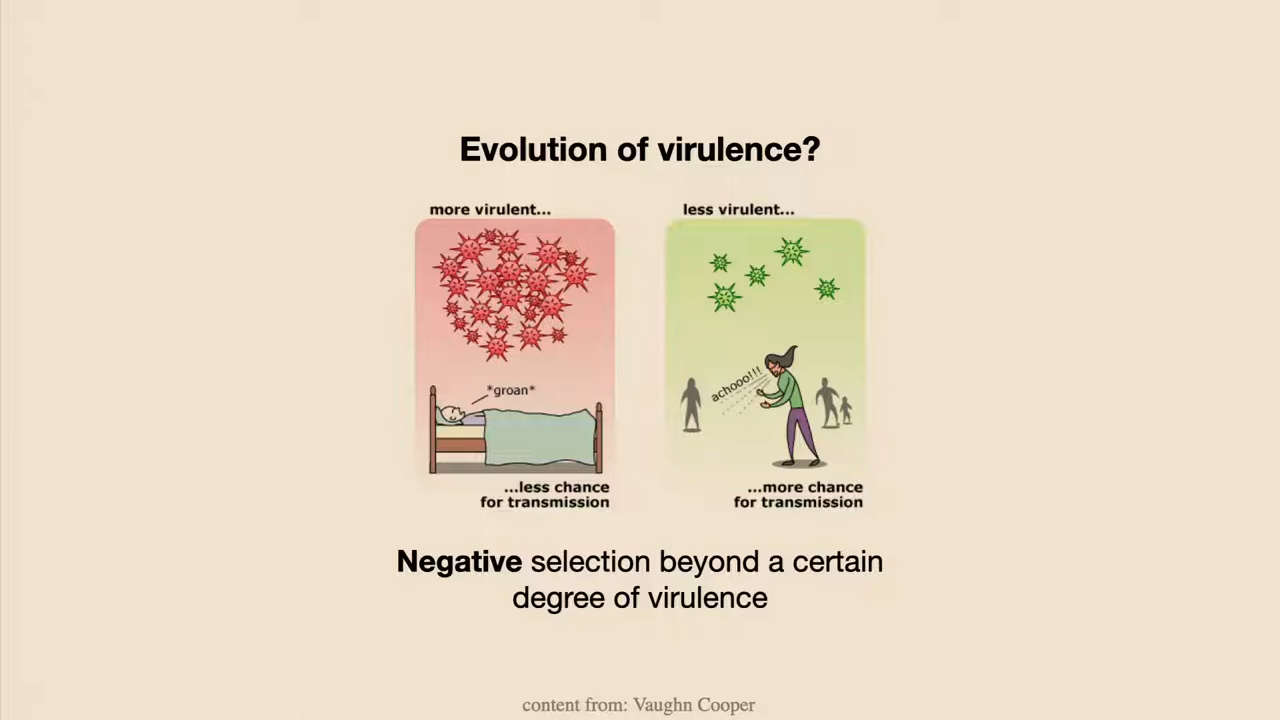 Evolution of virulence?
more virulent...
less virulent...
*groan*
achooo!!!
...less chance
for transmission
...more chance
for transmission
Negative selection beyond a certain
degree of virulence
content from: Vaughn Cooper